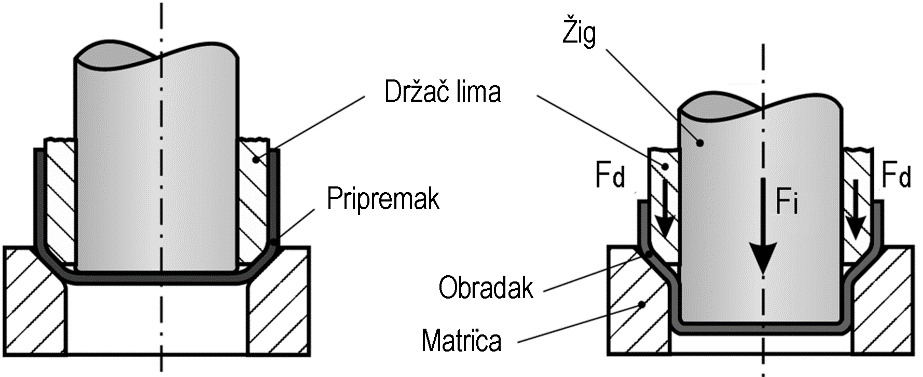 Žig
Držač lima
Fd
Fd
Pripremak
Fi
Obradak
Matrica